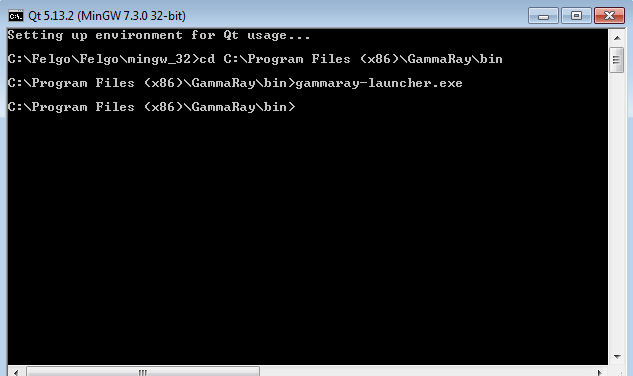 Qt 5.13.2 (MinGW 7.3.0 32-bit)
Setting up environment for Qt usage...
C:\Felgo\Felgo\mingw_32>cd C:\Program Files (x86)\GammaRay\bin
C:\Program Files (x86)\GammaRay\bin>gammaray-launcher.exe
C:\Program Files (x86)\GammaRay\bin>